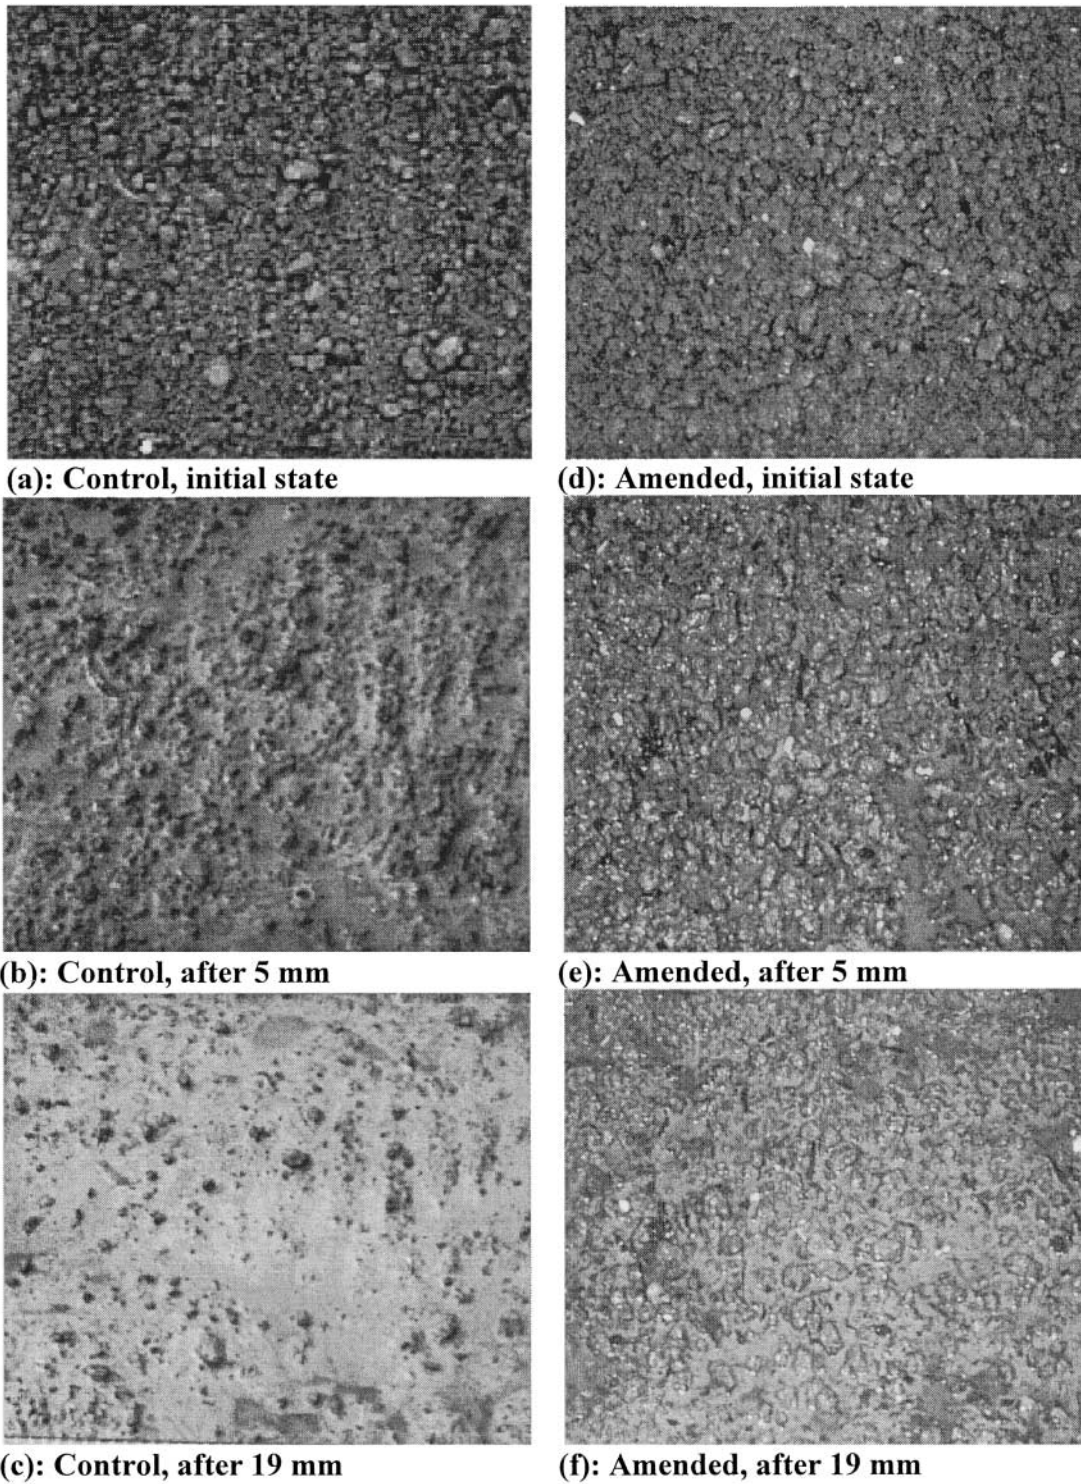 (a): Control, initial state
(d): Amended, initial state
(b): Control, after 5 mm
(e): Amended, after 5 mm
(c): Control, after 19 mm
(f): Amended, after 19 mm